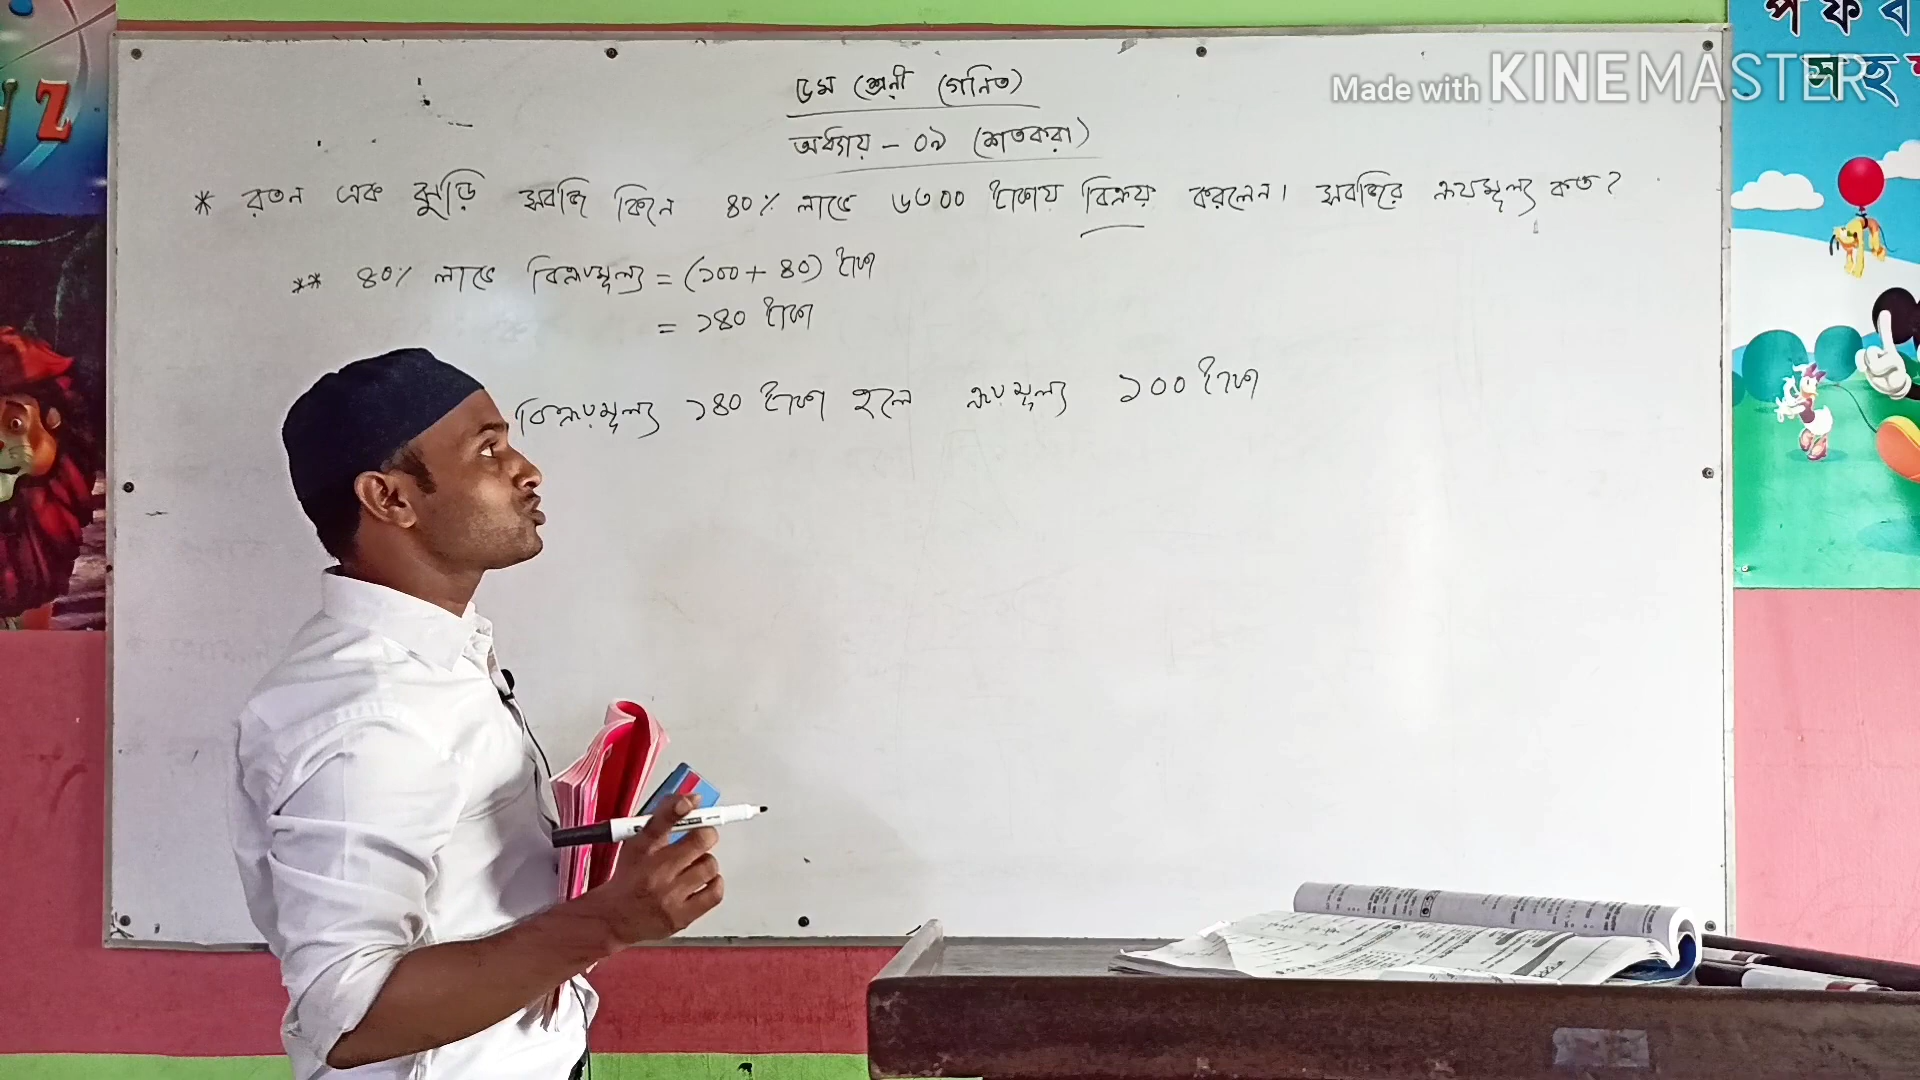 ৫ম শ্রেণী (গনিত)
Made with KINEMASTER
অধ্যায় - ০৯ (শতকরা)
* রতন এক ঝুড়ি সবজি কিনে ৪০% লাভে ৬৩০০ টাকায় বিক্রয় করলেন। সবজির ক্রয়মূল্য কত?
** ৪০% লাভে বিক্রয়মূল্য = (১০০ + ৪০) টাকা
= ১৪০ টাকা
বিক্রয়মূল্য ১৪০ টাকা হলে ক্রয়মূল্য ১০০ টাকা
প ফ ব
স হ
Z